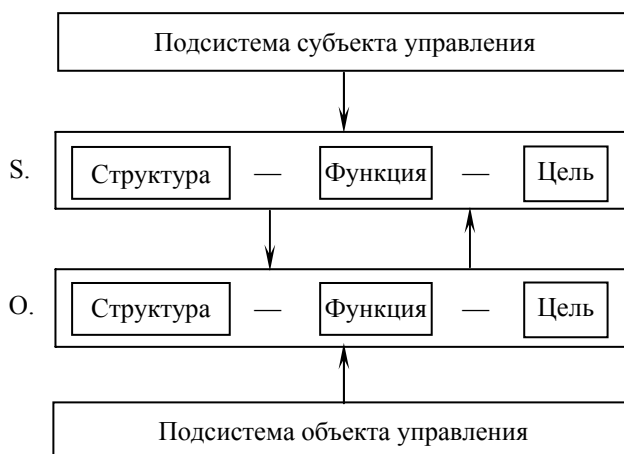 Подсистема субъекта управления
S. Структура — Функция — Цель
O. Структура — Функция — Цель
Подсистема объекта управления